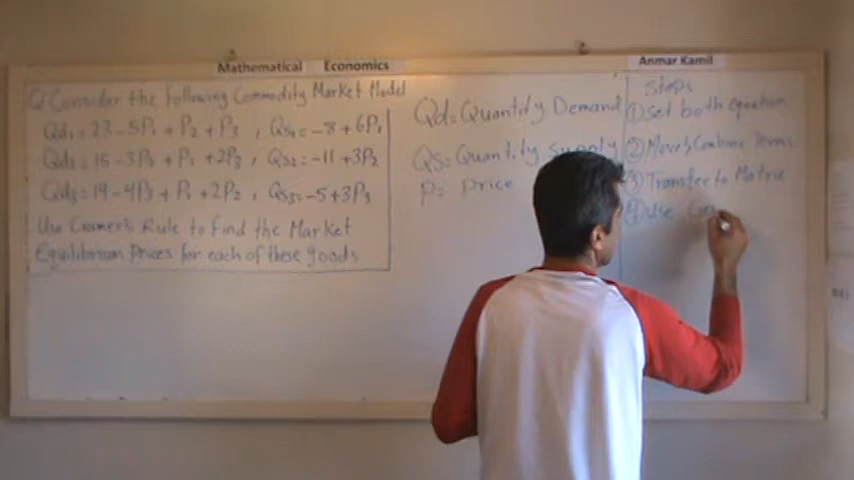 Mathematical Economics
Anmar Kamil
Q Consider the following Commodity Market Model
Qd1 = 23 - 5P1 + P2 + P3 , Qs1 = -8 + 6P1
Qd2 = 15 - 3P2 + P1 + 2P3 , Qs2 = -11 + 3P2
Qd3 = 19 - 4P3 + P1 + 2P2 , Qs3 = -5 + 3P3
Use Cramer's Rule to find the Market
Equilibrium Prices for each of these goods
Qd = Quantity Demand
Qs = Quantity supply
P = Price
Steps
① Set both equation
② Move & Combine Terms
③ Transfer to Matrix
④ Use